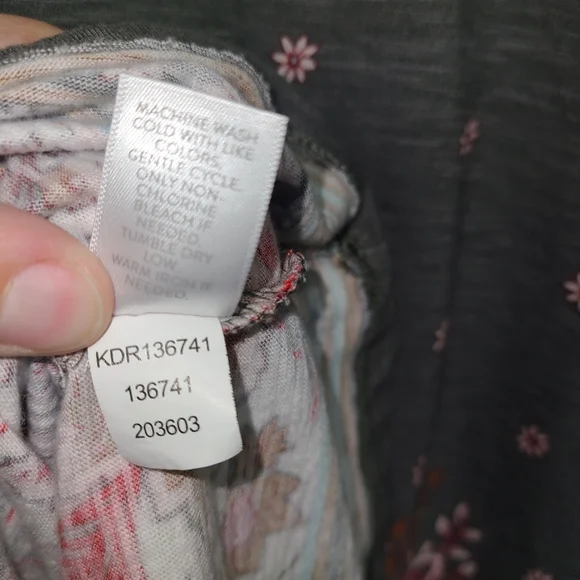 MACHINE WASH
COLD WITH LIKE
COLORS,
GENTLE CYCLE.
ONLY NON-
CHLORINE
BLEACH IF
NEEDED.
TUMBLE DRY
LOW.
WARM IRON IF
NEEDED.
KDR136741
136741
203603